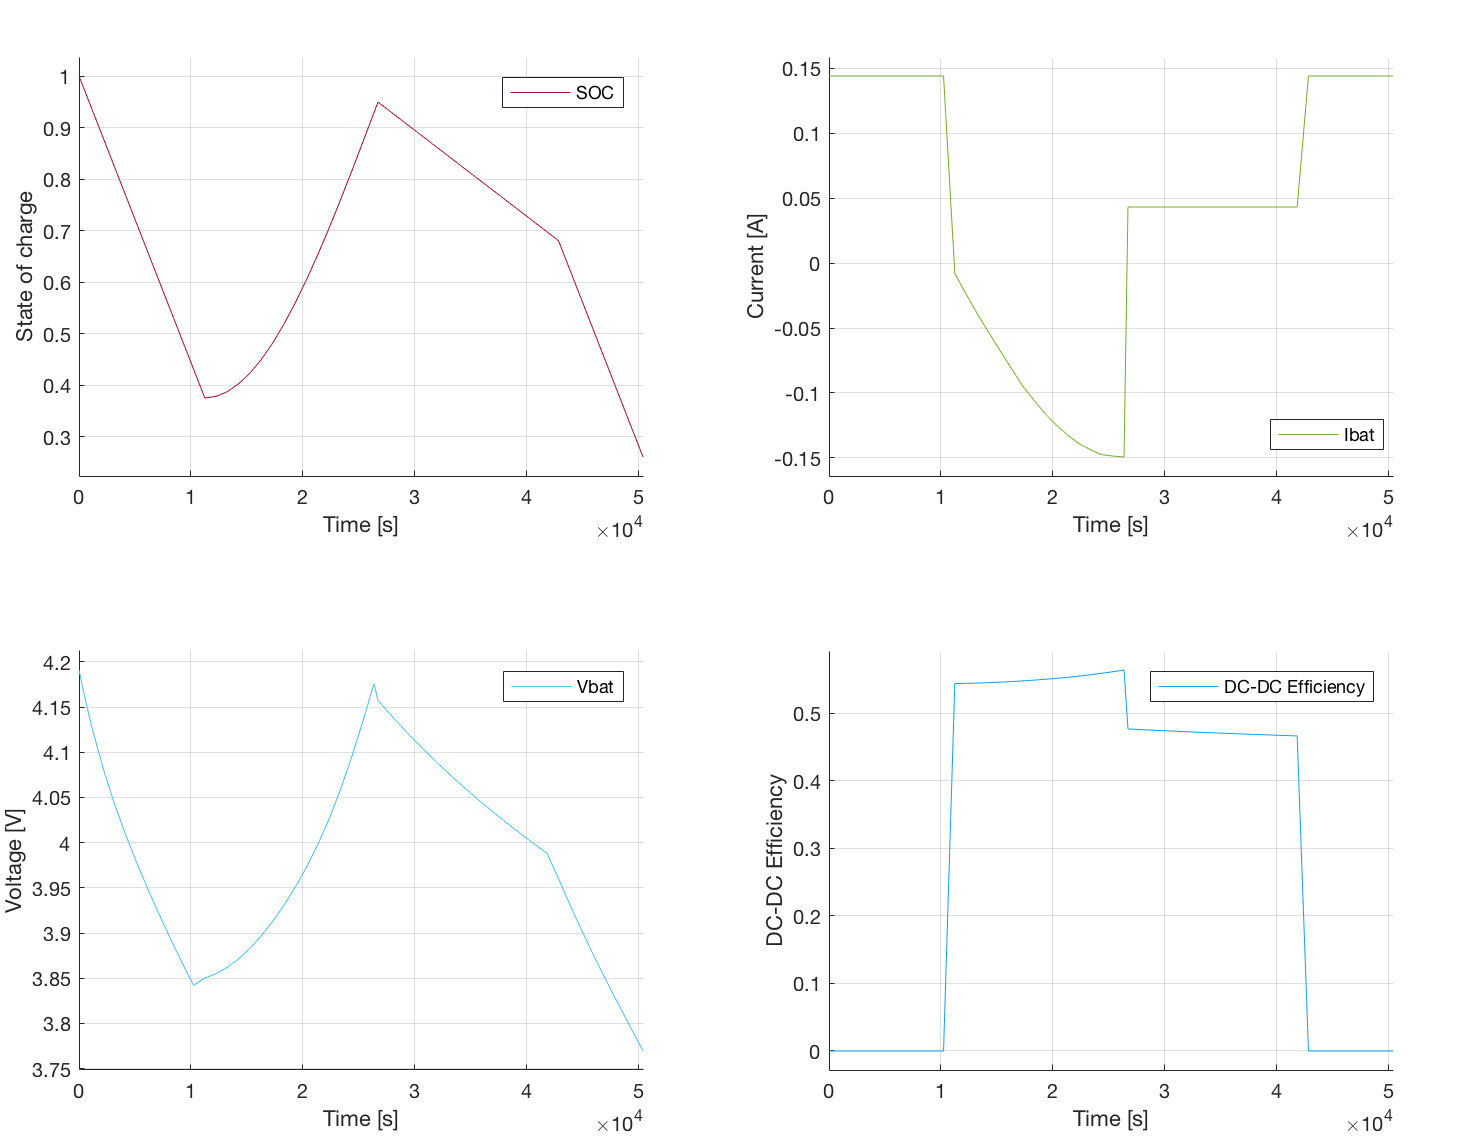 SOC
State of charge
1
0.9
0.8
0.7
0.6
0.5
0.4
0.3
0 1 2 3 4 5
Time [s]
×10^4
Ibat
Current [A]
0.15
0.1
0.05
0
-0.05
-0.1
-0.15
0 1 2 3 4 5
Time [s]
×10^4
Vbat
Voltage [V]
4.2
4.15
4.1
4.05
4
3.95
3.9
3.85
3.8
3.75
0 1 2 3 4 5
Time [s]
×10^4
DC-DC Efficiency
DC-DC Efficiency
0.5
0.4
0.3
0.2
0.1
0
0 1 2 3 4 5
Time [s]
×10^4